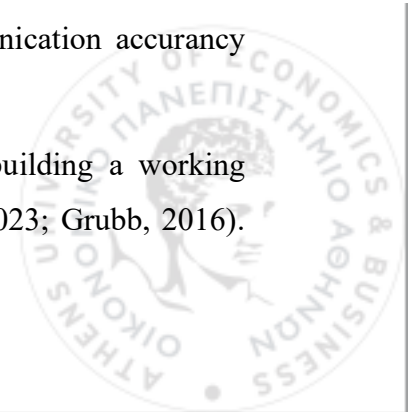 nication accurancy
building a working
023; Grubb, 2016).
ATHENS UNIVERSITY OF ECONOMICS & BUSINESS
ΟΙΚΟΝΟΜΙΚΟ ΠΑΝΕΠΙΣΤΗΜΙΟ ΑΘΗΝΩΝ